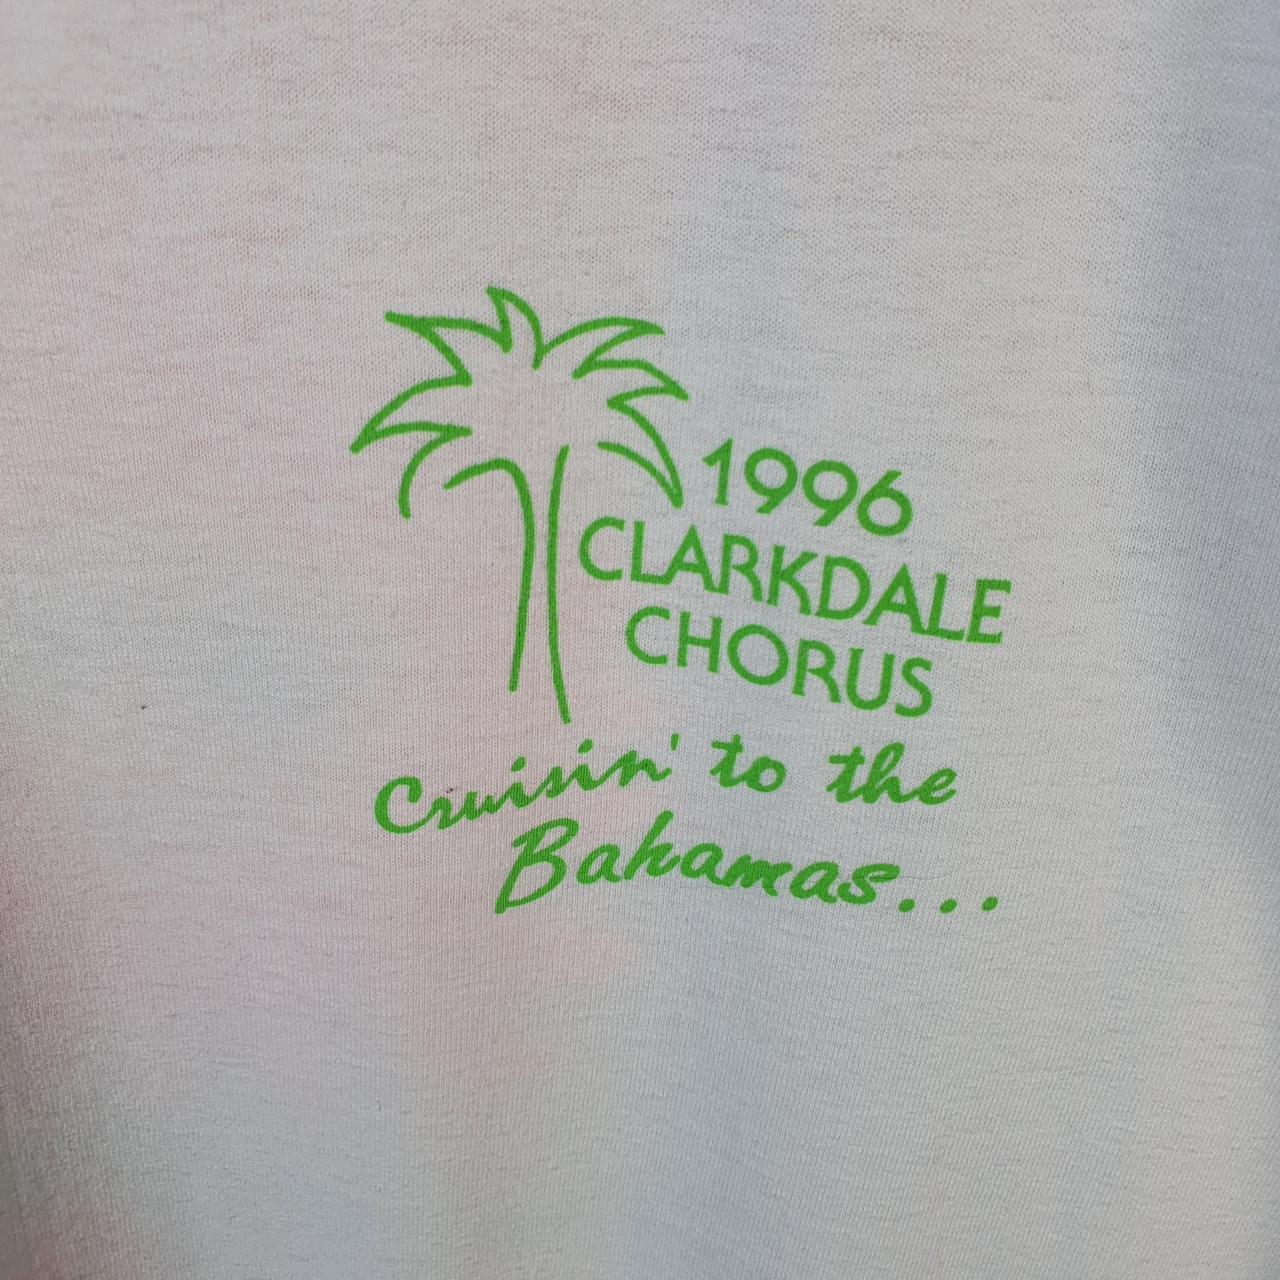 1996
CLARKDALE
CHORUS
Cruisin' to the
Bahamas...